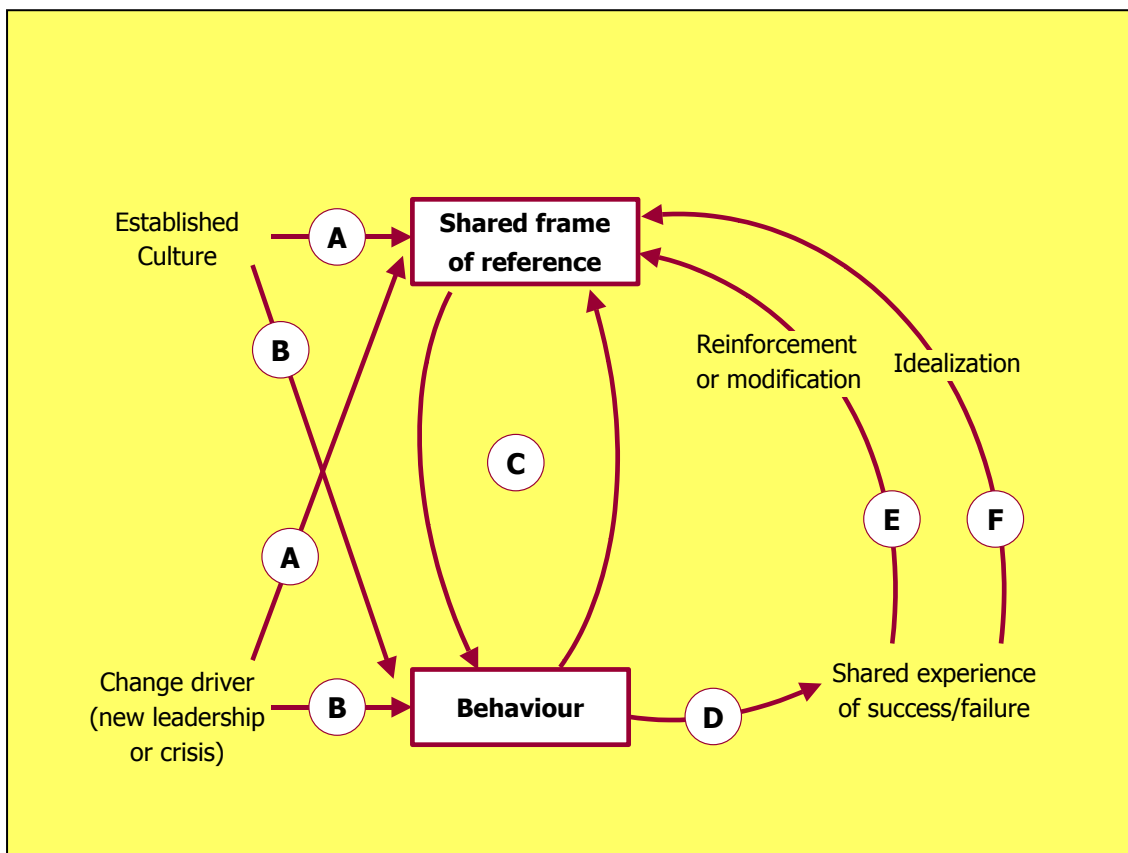 Established
Culture
A
Shared frame
of reference
B
Reinforcement
or modification
Idealization
C
E
F
A
Change driver
(new leadership
or crisis)
B
Behaviour
D
Shared experience
of success/failure